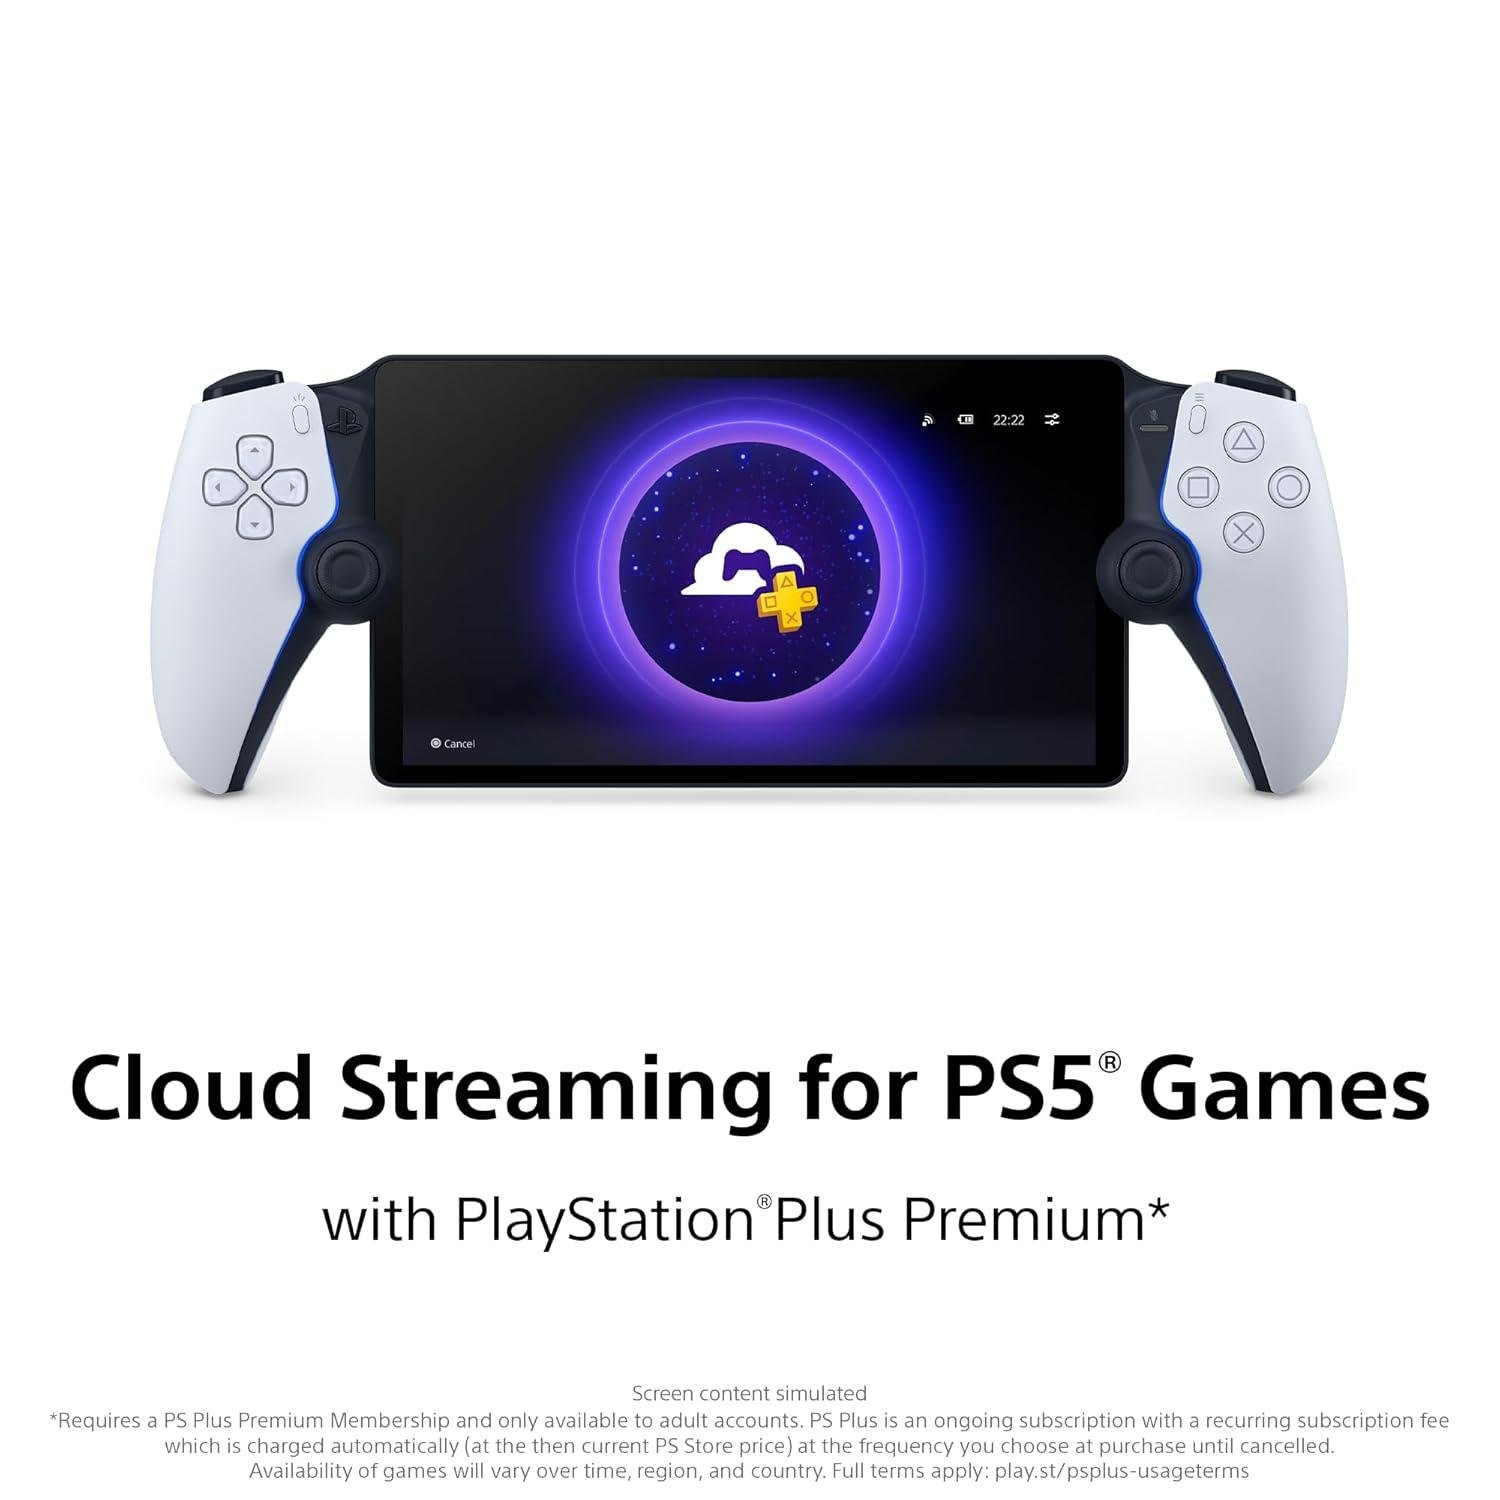 22:22
Cancel
Cloud Streaming for PS5® Games
with PlayStation®Plus Premium*
Screen content simulated
*Requires a PS Plus Premium Membership and only available to adult accounts. PS Plus is an ongoing subscription with a recurring subscription fee
which is charged automatically (at the then current PS Store price) at the frequency you choose at purchase until cancelled.
Availability of games will vary over time, region, and country. Full terms apply: play.st/psplus-usageterms